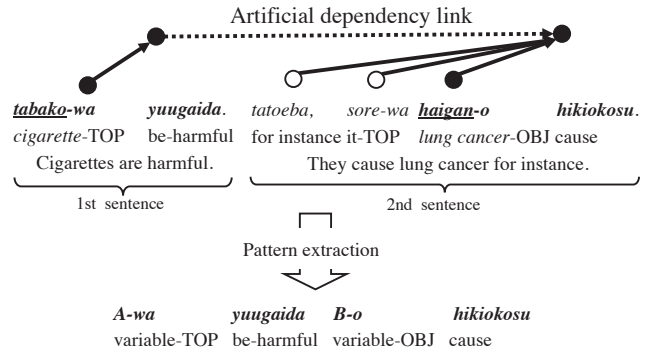 Artificial dependency link
tabako-wa yuugaida. tatoeba, sore-wa haigan-o hikiokosu.
cigarette-TOP be-harmful for instance it-TOP lung cancer-OBJ cause
Cigarettes are harmful. They cause lung cancer for instance.
1st sentence 2nd sentence
Pattern extraction
A-wa yuugaida B-o hikiokosu
variable-TOP be-harmful variable-OBJ cause